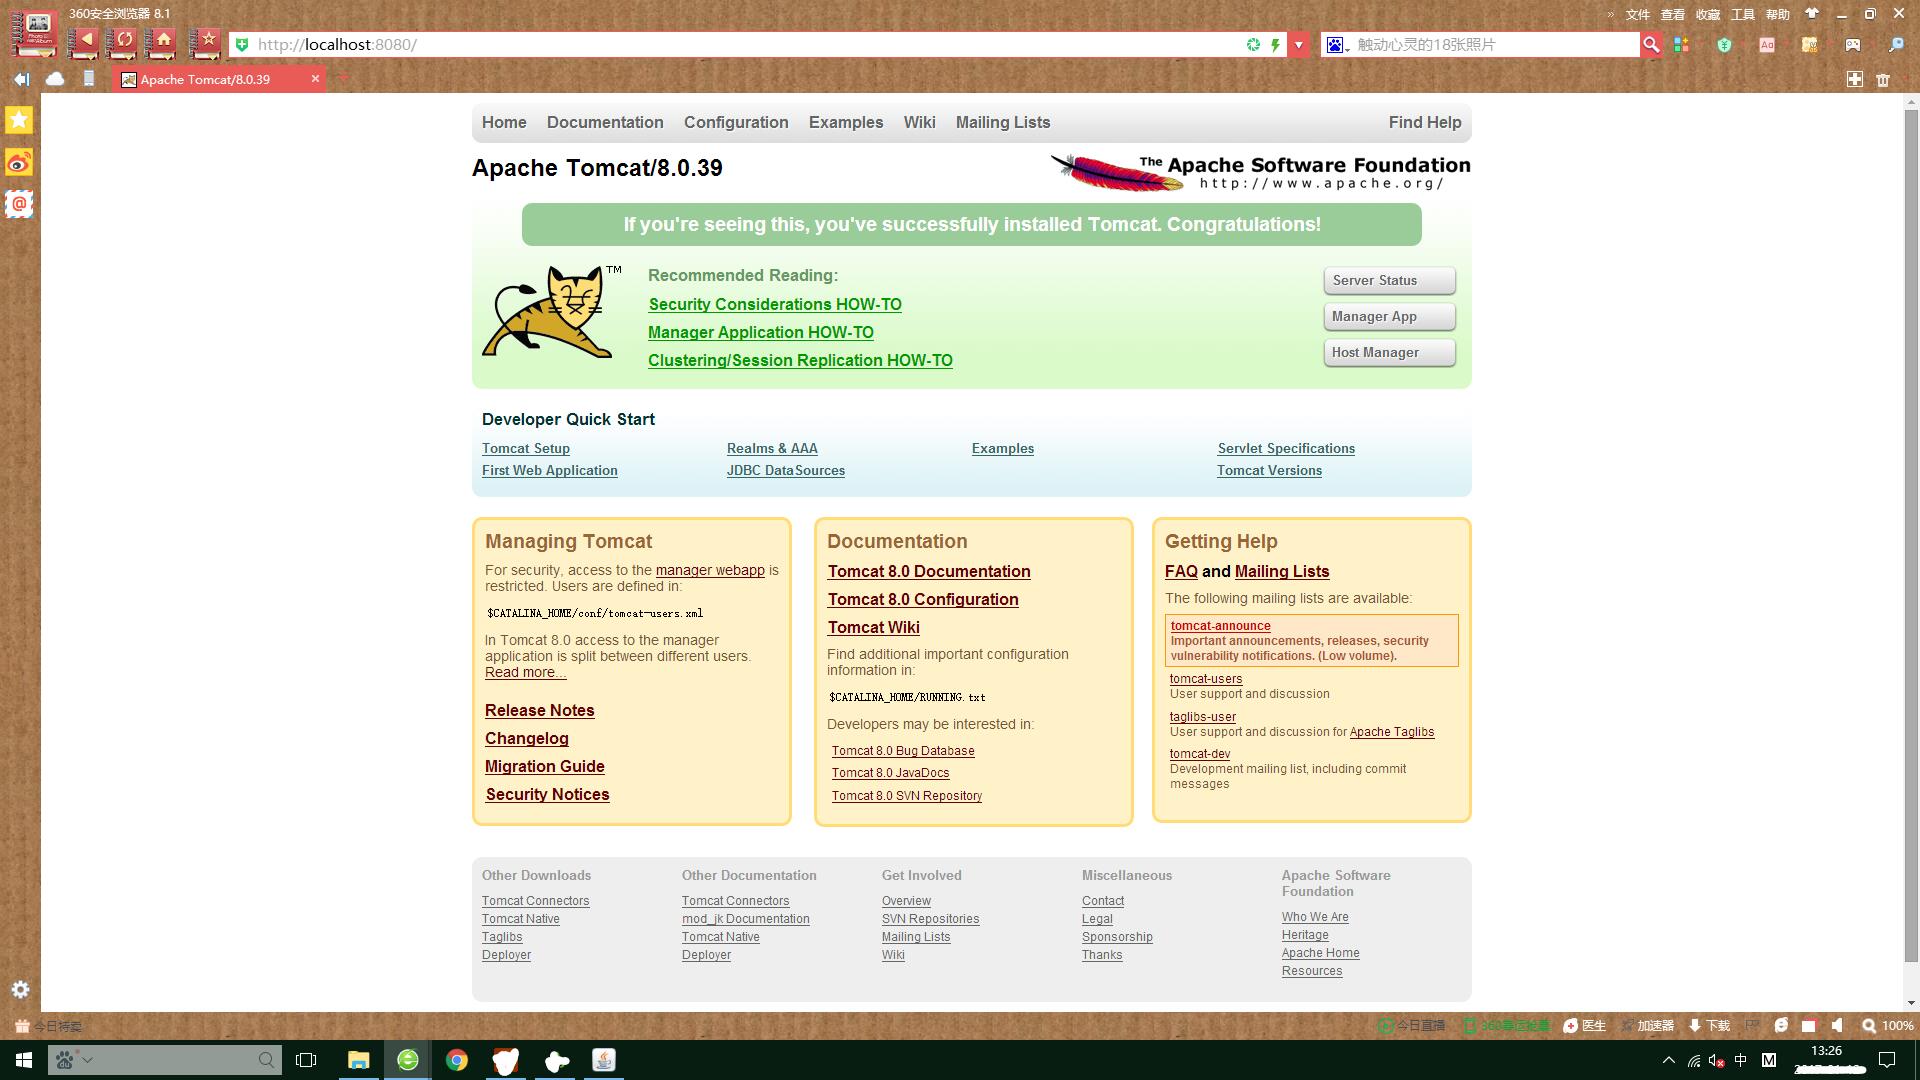 360安全浏览器 8.1
» 文件 查看 收藏 工具 帮助
http://localhost:8080/
触动心灵的18张照片
Apache Tomcat/8.0.39
Home Documentation Configuration Examples Wiki Mailing Lists Find Help
Apache Tomcat/8.0.39
The Apache Software Foundation
http://www.apache.org/
If you're seeing this, you've successfully installed Tomcat. Congratulations!
TM
Recommended Reading:
Security Considerations HOW-TO
Manager Application HOW-TO
Clustering/Session Replication HOW-TO
Server Status
Manager App
Host Manager
Developer Quick Start
Tomcat Setup
First Web Application
Realms & AAA
JDBC DataSources
Examples
Servlet Specifications
Tomcat Versions
Managing Tomcat
For security, access to the manager webapp is
restricted. Users are defined in:
$CATALINA_HOME/conf/tomcat-users.xml
In Tomcat 8.0 access to the manager
application is split between different users.
Read more...
Release Notes
Changelog
Migration Guide
Security Notices
Documentation
Tomcat 8.0 Documentation
Tomcat 8.0 Configuration
Tomcat Wiki
Find additional important configuration
information in:
$CATALINA_HOME/RUNNING.txt
Developers may be interested in:
Tomcat 8.0 Bug Database
Tomcat 8.0 JavaDocs
Tomcat 8.0 SVN Repository
Getting Help
FAQ and Mailing Lists
The following mailing lists are available:
tomcat-announce
Important announcements, releases, security
vulnerability notifications. (Low volume).
tomcat-users
User support and discussion
taglibs-user
User support and discussion for Apache Taglibs
tomcat-dev
Development mailing list, including commit
messages
Other Downloads
Tomcat Connectors
Tomcat Native
Taglibs
Deployer
Other Documentation
Tomcat Connectors
mod_jk Documentation
Tomcat Native
Deployer
Get Involved
Overview
SVN Repositories
Mailing Lists
Wiki
Miscellaneous
Contact
Legal
Sponsorship
Thanks
Apache Software
Foundation
Who We Are
Heritage
Apache Home
Resources
今日特卖
今日直播 医生 加速器 下载 100%
中 M
13:26